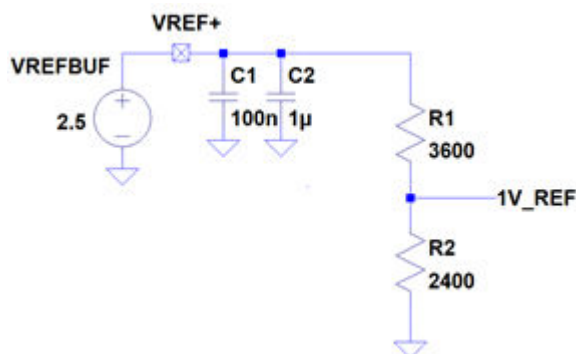 VREF+
VREFBUF
2.5
C1
100n
C2
1µ
R1
3600
1V_REF
R2
2400